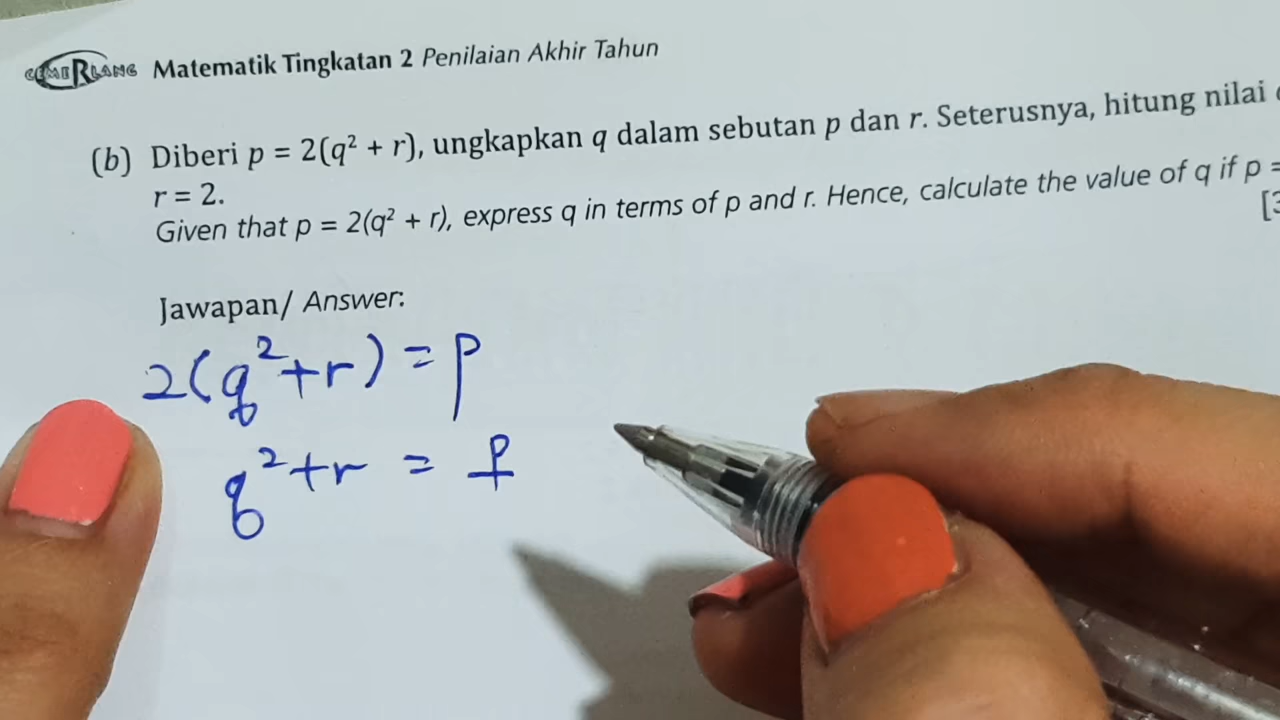 CEMERLANG Matematik Tingkatan 2 Penilaian Akhir Tahun
(b) Diberi p = 2(q² + r), ungkapkan q dalam sebutan p dan r. Seterusnya, hitung nilai
r = 2.
Given that p = 2(q² + r), express q in terms of p and r. Hence, calculate the value of q if p =
[3
Jawapan/ Answer:
2(q²+r) = p
q²+r = p